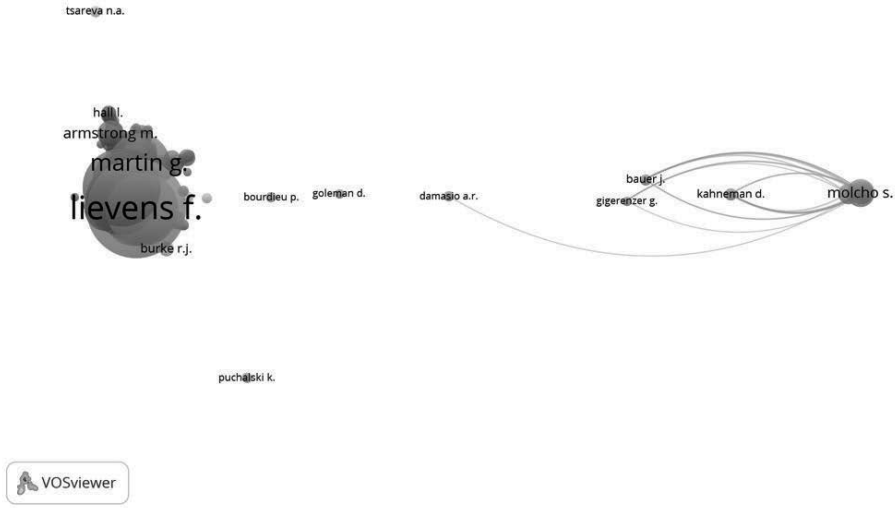 tsareva n.a.
hall l.
armstrong m.
martin g.
lievens f.
burke r.j.
bourdieu p.
goleman d.
damasio a.r.
bauer j.
gigerenzer g.
kahneman d.
molcho s.
puchalski k.
VOSviewer